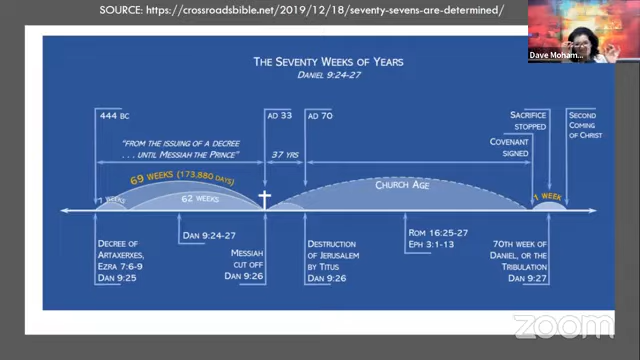 SOURCE: https://crossroadsbible.net/2019/12/18/seventy-sevens-are-determined/
Dave Moham...
THE SEVENTY WEEKS OF YEARS
DANIEL 9:24-27
444 BC
AD 33
AD 70
SACRIFICE
STOPPED
SECOND
COMING
OF CHRIST
COVENANT
SIGNED
"FROM THE ISSUING OF A DECREE
. . . UNTIL MESSIAH THE PRINCE"
37 YRS
69 WEEKS (173,880 DAYS)
CHURCH AGE
1 WEEK
7 WEEKS
62 WEEKS
DECREE OF
ARTAXERXES,
EZRA 7:6-9
DAN 9:25
DAN 9:24-27
MESSIAH
CUT OFF
DAN 9:26
DESTRUCTION
OF JERUSALEM
BY TITUS
DAN 9:26
ROM 16:25-27
EPH 3:1-13
70TH WEEK OF
DANIEL, OR THE
TRIBULATION
DAN 9:27
zoom